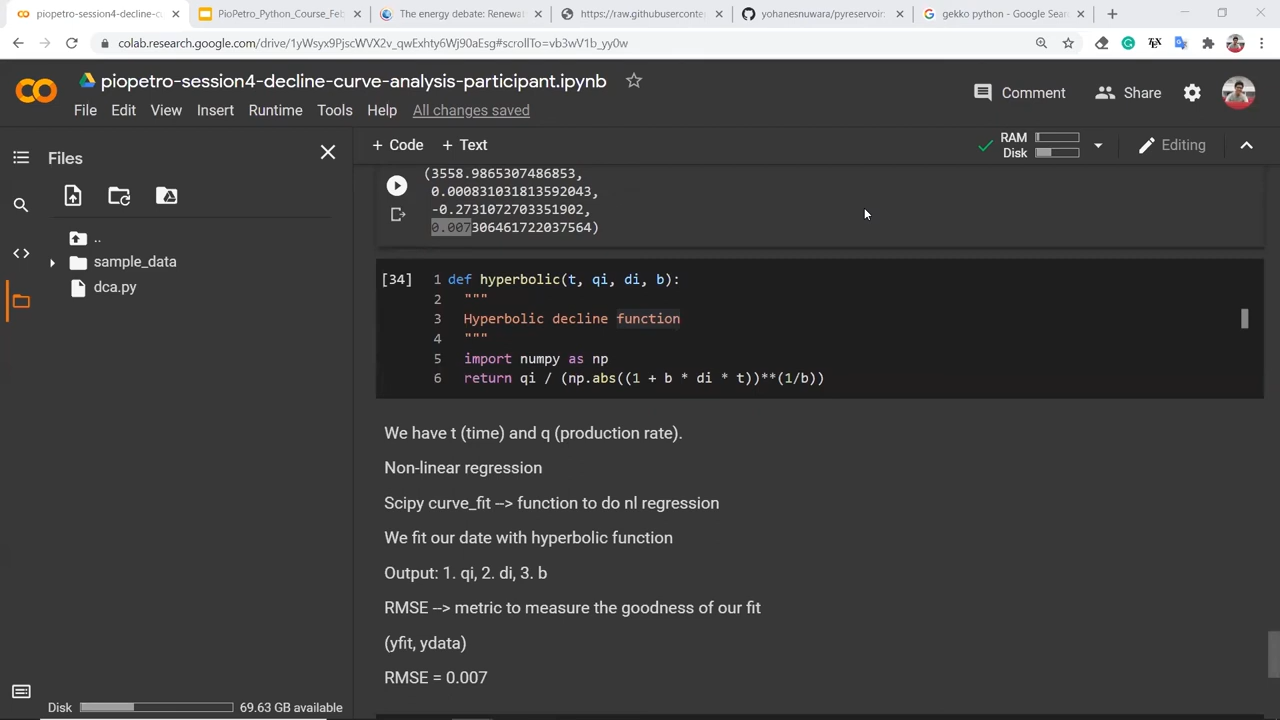 piopetro-session4-decline-c
PioPetro_Python_Course_Feb
The energy debate: Renewab
https://raw.githubuserconte
yohanesnuwara/pyreservoir
gekko python - Google Sear
colab.research.google.com/drive/1yWsyx9PjscWVX2v_qwExhty6Wj90aEsg#scrollTo=vb3wV1b_yy0w
piopetro-session4-decline-curve-analysis-participant.ipynb
Comment
Share
File
Edit
View
Insert
Runtime
Tools
Help
All changes saved
Files
+ Code
+ Text
RAM
Disk
Editing
..
sample_data
dca.py
(3558.9865307486853,
0.000831031813592043,
-0.2731072703351902,
0.007306461722037564)
[34]
1 def hyperbolic(t, qi, di, b):
2 """
3 Hyperbolic decline function
4 """
5 import numpy as np
6 return qi / (np.abs((1 + b * di * t))**(1/b))
We have t (time) and q (production rate).
Non-linear regression
Scipy curve_fit --> function to do nl regression
We fit our date with hyperbolic function
Output: 1. qi, 2. di, 3. b
RMSE --> metric to measure the goodness of our fit
(yfit, ydata)
RMSE = 0.007
Disk
69.63 GB available